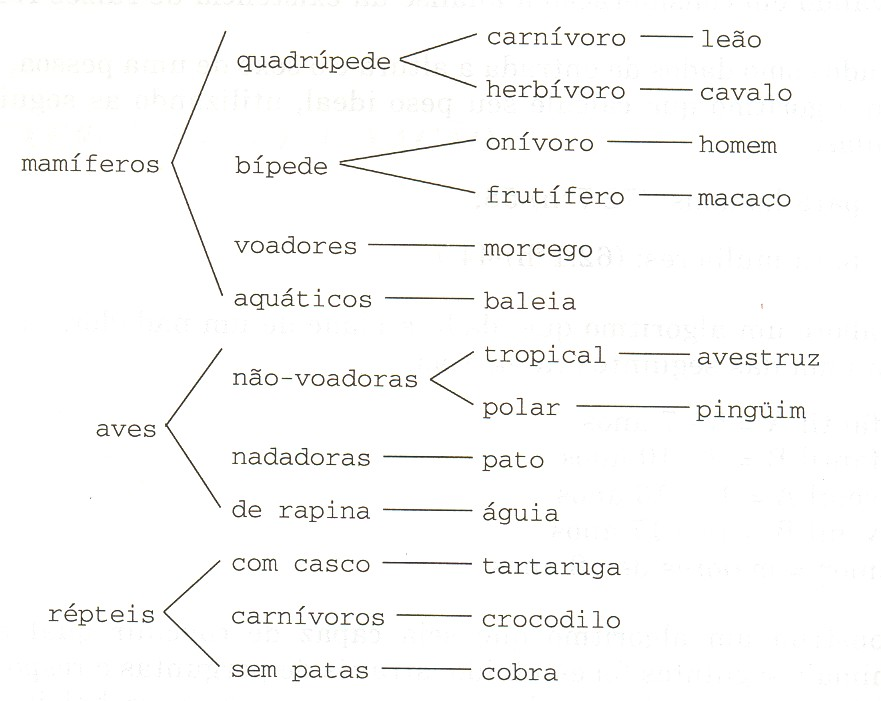 carnívoro leão
quadrúpede
herbívoro cavalo
onívoro homem
mamíferos bípede
frutífero macaco
voadores morcego
aquáticos baleia
tropical avestruz
não-voadoras
polar pingüim
aves
nadadoras pato
de rapina águia
com casco tartaruga
répteis carnívoros crocodilo
sem patas cobra